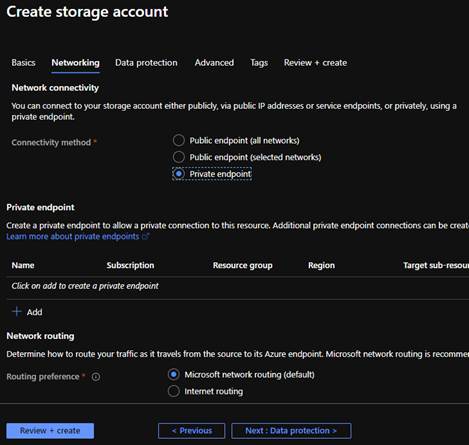 Create storage account
Basics Networking Data protection Advanced Tags Review + create
Network connectivity
You can connect to your storage account either publicly, via public IP addresses or service endpoints, or privately, using a
private endpoint.
Connectivity method *
Public endpoint (all networks)
Public endpoint (selected networks)
Private endpoint
Private endpoint
Create a private endpoint to allow a private connection to this resource. Additional private endpoint connections can be create
Learn more about private endpoints
Name Subscription Resource group Region Target sub-resou
Click on add to create a private endpoint
+ Add
Network routing
Determine how to route your traffic as it travels from the source to its Azure endpoint. Microsoft network routing is recomme
Routing preference *
Microsoft network routing (default)
Internet routing
Review + create < Previous Next : Data protection >